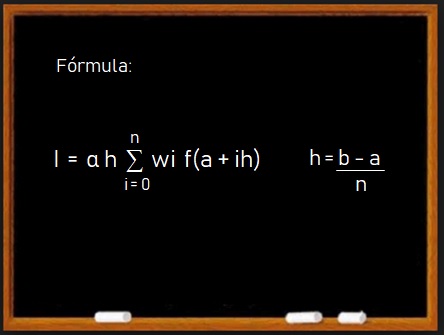 Fórmula:
I = α h ∑ wi f(a + ih)
n
i = 0
h = b - a
n